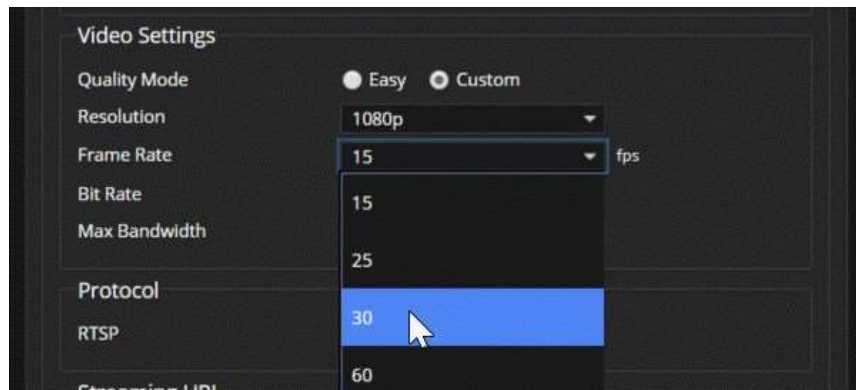 Video Settings
Quality Mode Easy Custom
Resolution 1080p
Frame Rate 15 fps
Bit Rate 15
Max Bandwidth
25
Protocol
RTSP 30
60